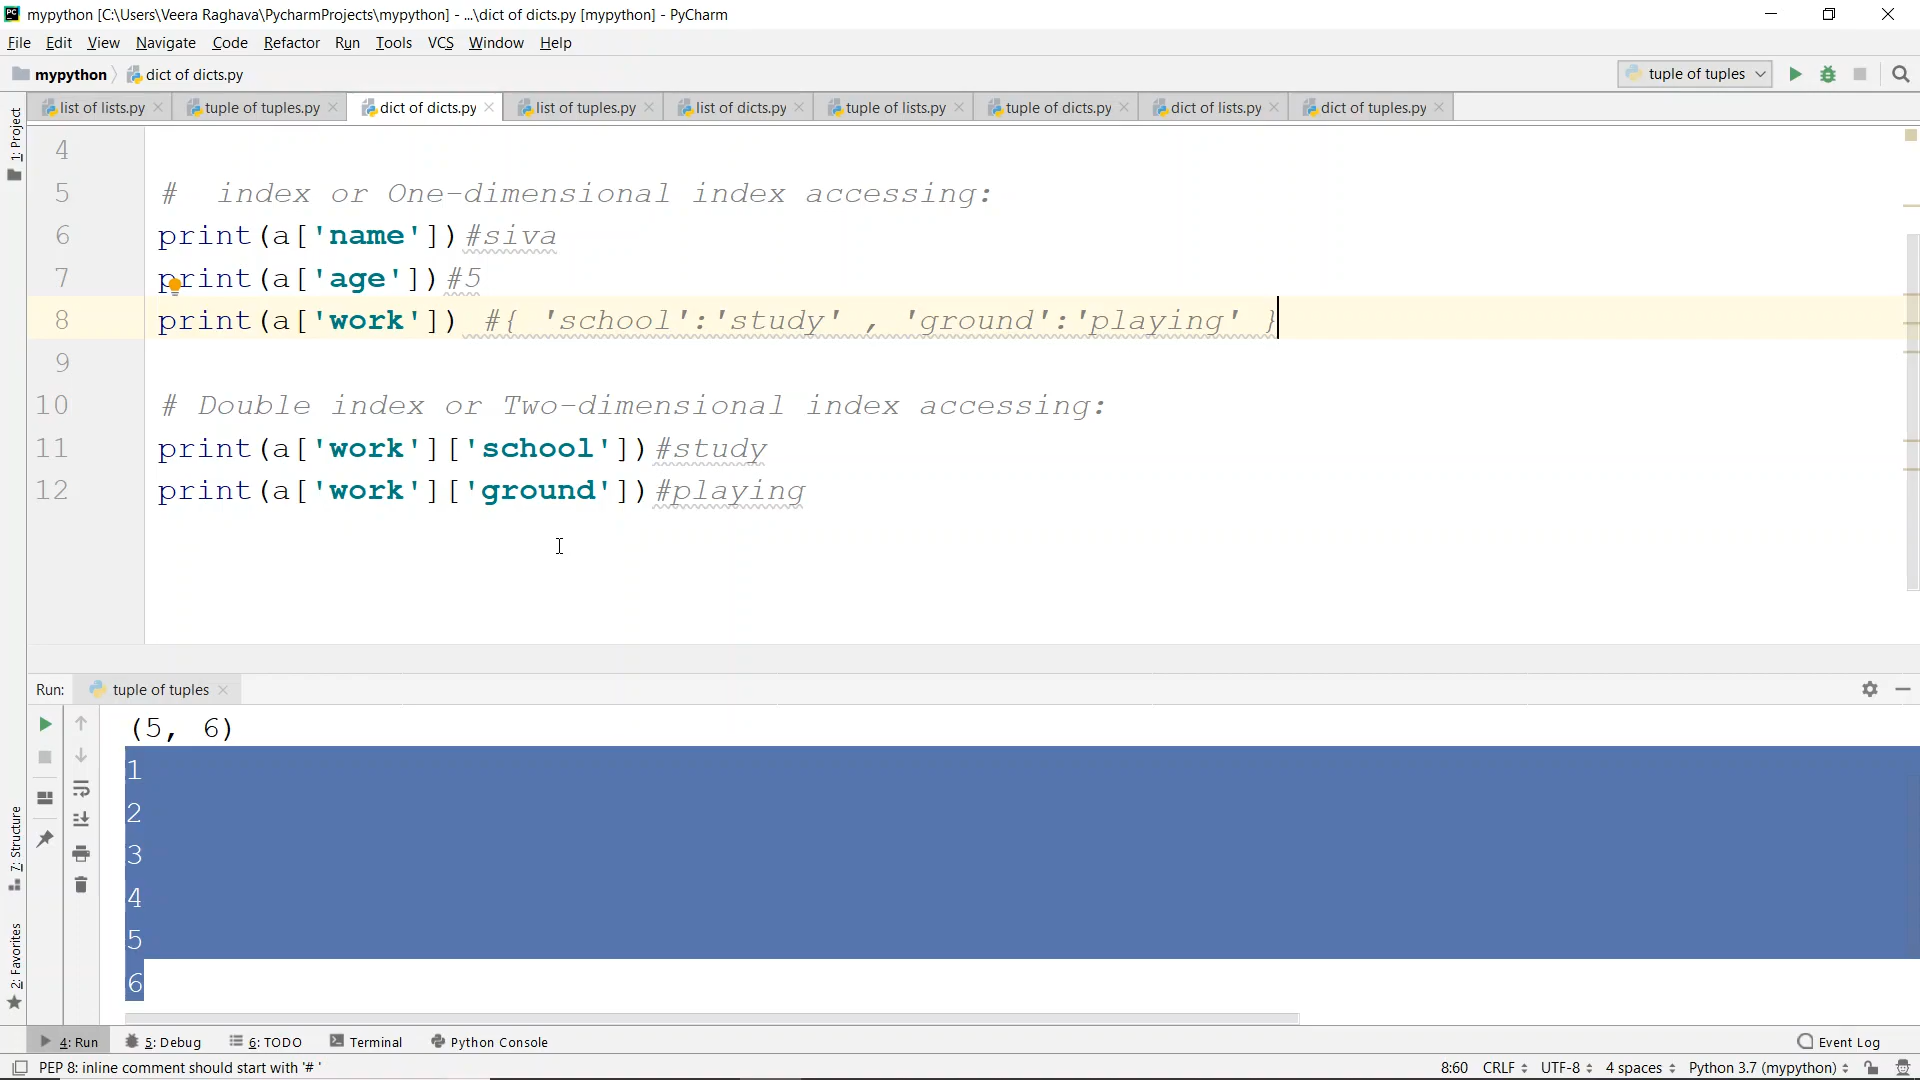 mypython [C:\Users\Veera Raghava\PycharmProjects\mypython] - ...\dict of dicts.py [mypython] - PyCharm
File Edit View Navigate Code Refactor Run Tools VCS Window Help
mypython dict of dicts.py tuple of tuples
list of lists.py tuple of tuples.py dict of dicts.py list of tuples.py list of dicts.py tuple of lists.py tuple of dicts.py dict of lists.py dict of tuples.py
1: Project
4
5 #  index or One-dimensional index accessing:
6 print(a['name'])#siva
7 print(a['age'])#5
8 print(a['work']) #{ 'school':'study' , 'ground':'playing' }
9
10 # Double index or Two-dimensional index accessing:
11 print(a['work']['school'])#study
12 print(a['work']['ground'])#playing
Run: tuple of tuples
(5, 6)
1
2
3
4
5
6
7: Structure
2: Favorites
4: Run 5: Debug 6: TODO Terminal Python Console Event Log
PEP 8: inline comment should start with '# ' 8:60 CRLF UTF-8 4 spaces Python 3.7 (mypython)